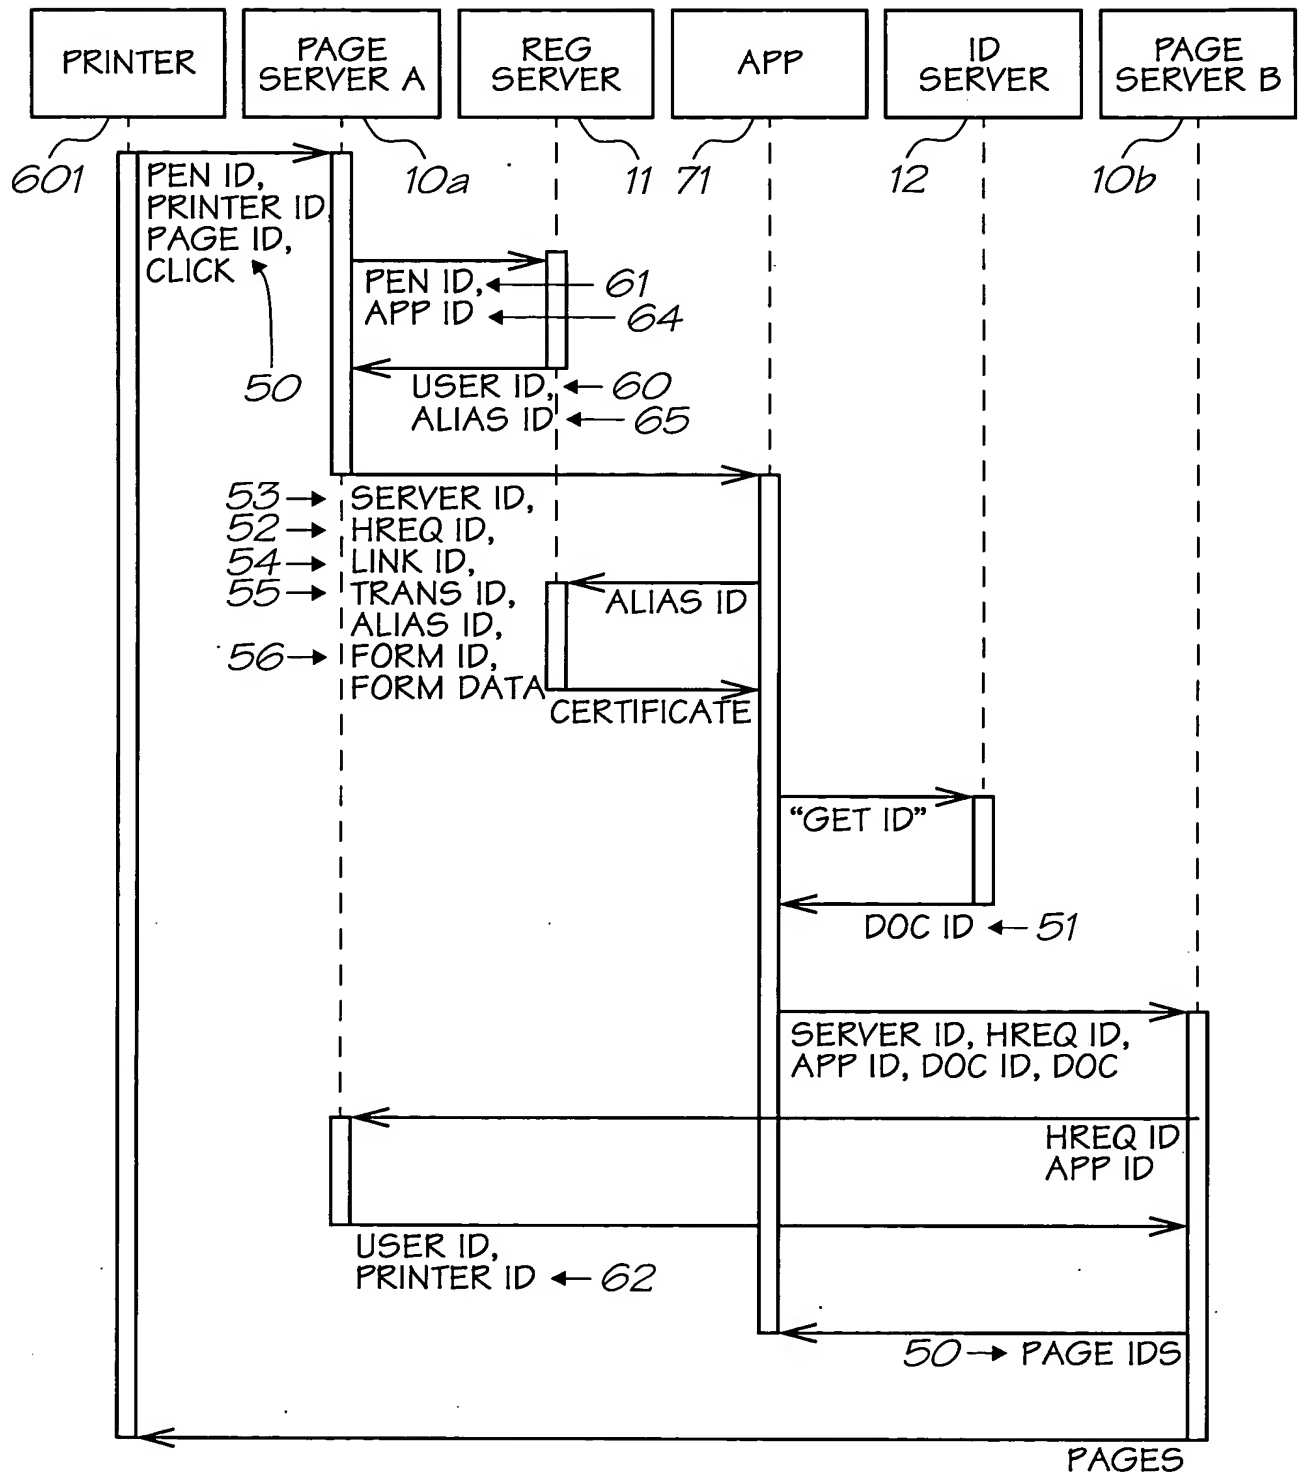 PRINTER
PAGE
SERVER A
REG
SERVER
APP
ID
SERVER
PAGE
SERVER B
601
10a
11
71
12
10b
PEN ID,
PRINTER ID
PAGE ID,
CLICK
50
PEN ID,
61
APP ID
64
USER ID,
60
ALIAS ID
65
53
SERVER ID,
52
HREQ ID,
54
LINK ID,
55
TRANS ID,
ALIAS ID,
56
FORM ID,
FORM DATA
ALIAS ID
CERTIFICATE
“GET ID”
DOC ID
51
SERVER ID, HREQ ID,
APP ID, DOC ID, DOC
HREQ ID
APP ID
USER ID,
PRINTER ID
62
50
PAGE IDS
PAGES